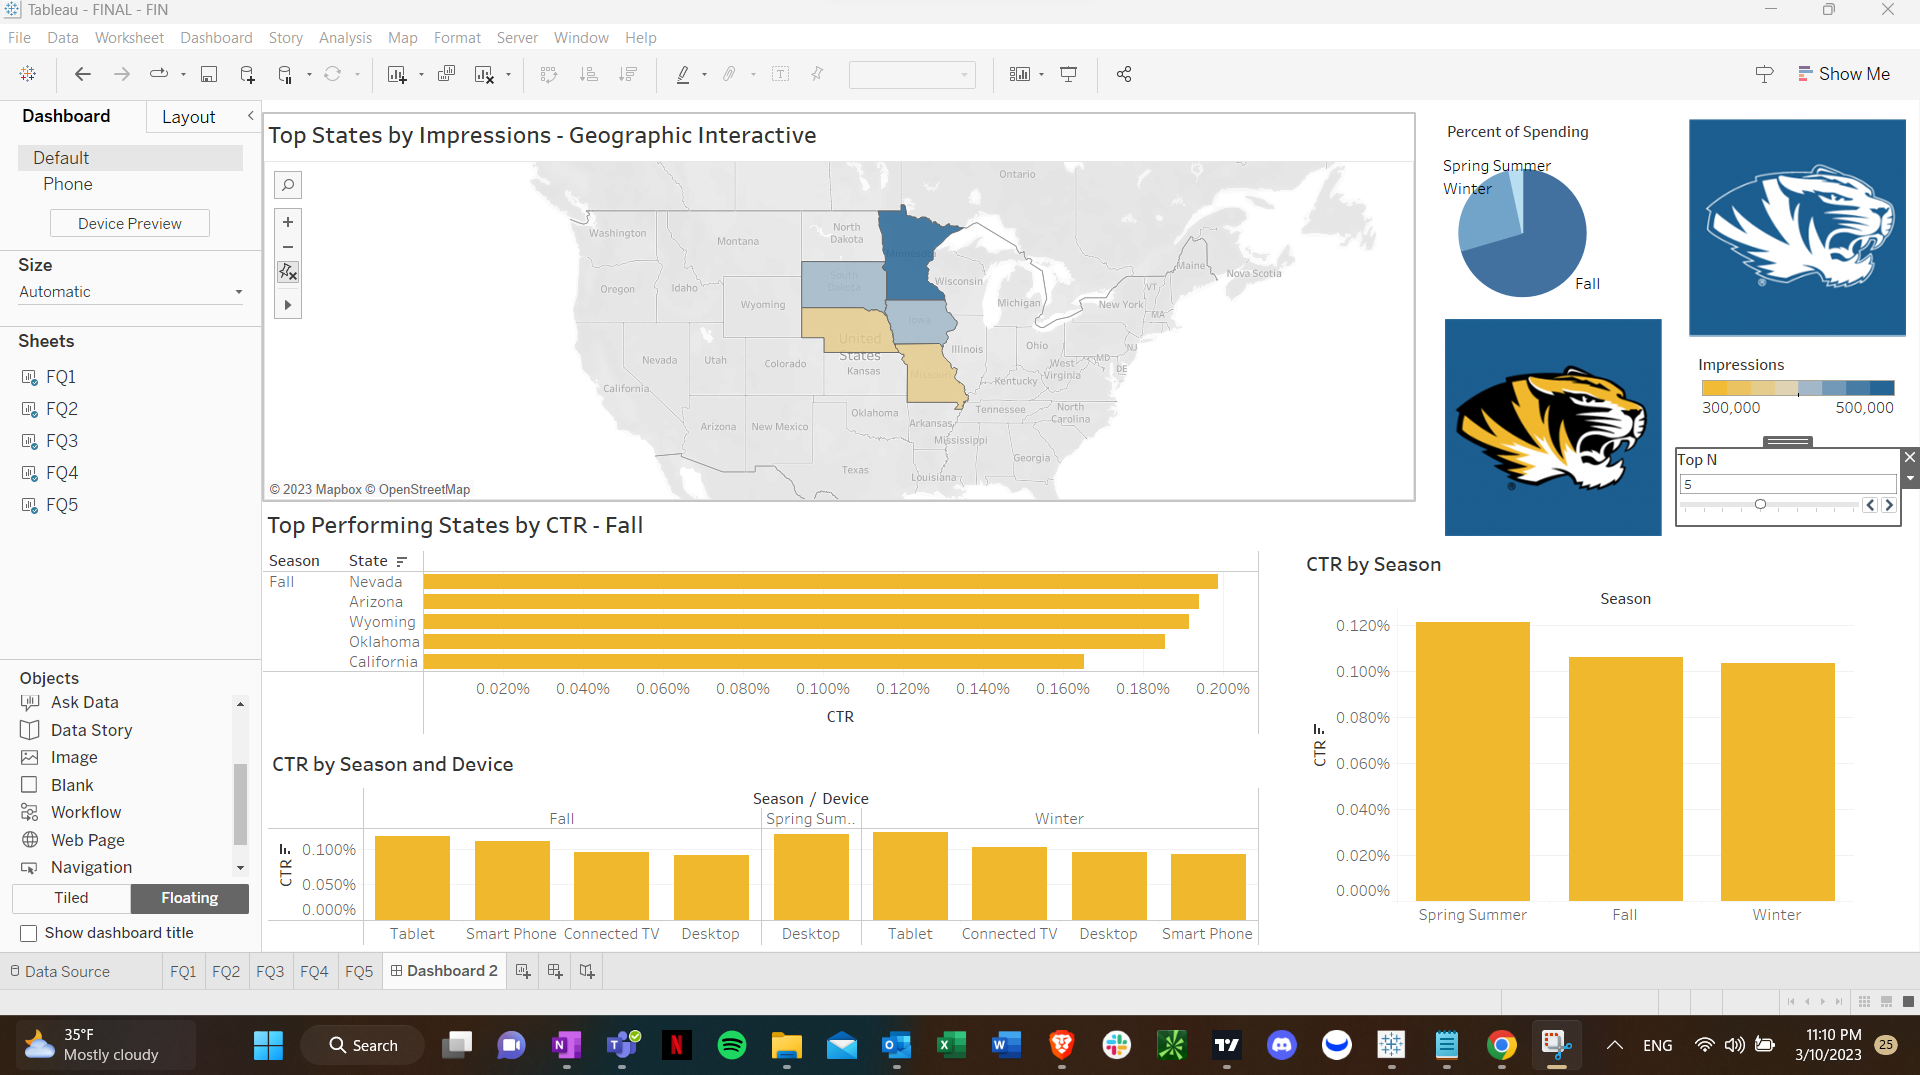 Tableau - FINAL - FIN
File Data Worksheet Dashboard Story Analysis Map Format Server Window Help
Show Me
Dashboard Layout
Default
Phone
Device Preview
Size
Automatic
Sheets
FQ1
FQ2
FQ3
FQ4
FQ5
Objects
Ask Data
Data Story
Image
Blank
Workflow
Web Page
Navigation
Tiled Floating
Show dashboard title
Top States by Impressions - Geographic Interactive
Ontario
Washington
Montana
North
Dakota
Minnesota
Maine
Nova Scotia
Oregon
Idaho
South
Dakota
Wisconsin
VT
Wyoming
Michigan
New York
MA
Iowa
United
States
Nevada
Utah
Colorado
Kansas
Illinois
Ohio
NJ
MD
West
Virginia
Virginia
DE
California
Missouri
Kentucky
Arizona
New Mexico
Oklahoma
Arkansas
Tennessee
North
Carolina
Mississippi
Texas
Louisiana
Georgia
© 2023 Mapbox © OpenStreetMap
Percent of Spending
Spring Summer
Winter
Fall
®
®
Impressions
300,000 500,000
Top N
5
Top Performing States by CTR - Fall
Season State
Fall Nevada
Arizona
Wyoming
Oklahoma
California
0.020% 0.040% 0.060% 0.080% 0.100% 0.120% 0.140% 0.160% 0.180% 0.200%
CTR
CTR by Season and Device
Season / Device
Fall Spring Sum.. Winter
CTR
0.100%
0.050%
0.000%
Tablet Smart Phone Connected TV Desktop Desktop Tablet Connected TV Desktop Smart Phone
CTR by Season
Season
CTR
0.120%
0.100%
0.080%
0.060%
0.040%
0.020%
0.000%
Spring Summer Fall Winter
Data Source FQ1 FQ2 FQ3 FQ4 FQ5 Dashboard 2
35°F
Mostly cloudy
Search
N
T
N
W
ENG
11:10 PM
3/10/2023
25